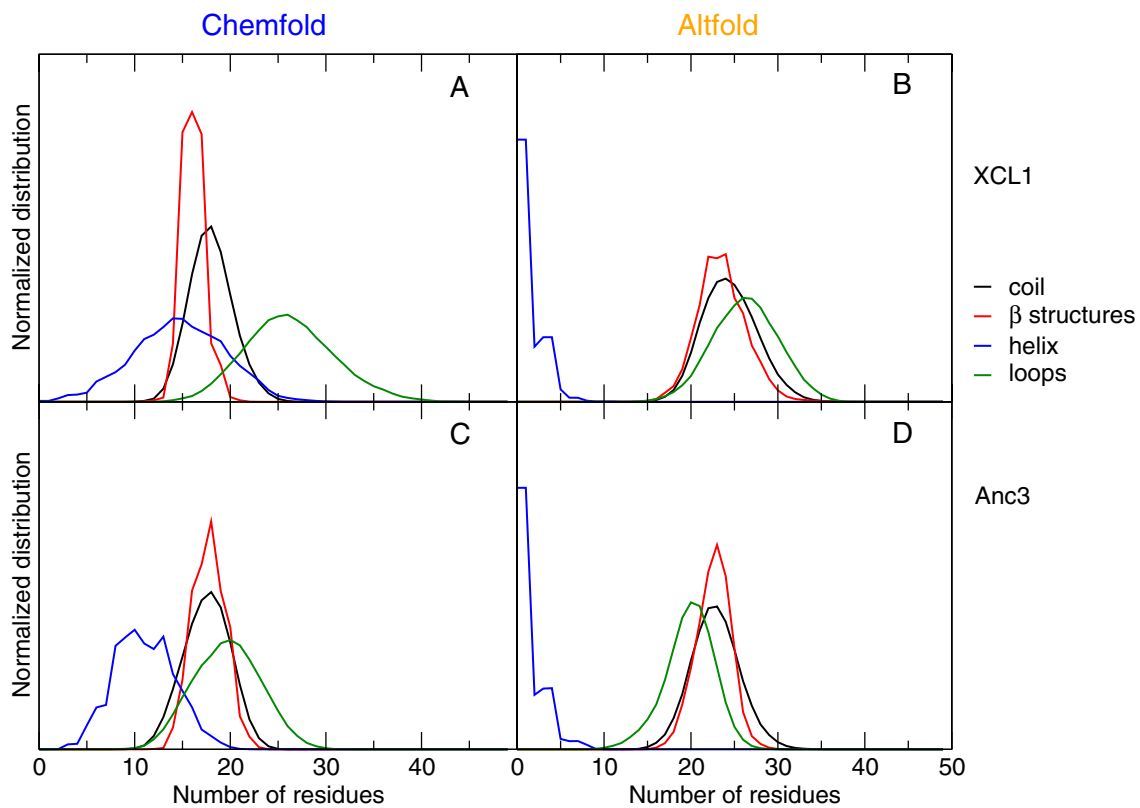 Chemfold
Altfold
A
B
Normalized distribution
XCL1
coil
β structures
helix
loops
C
D
Normalized distribution
Anc3
0 10 20 30 40
0 10 20 30 40 50
Number of residues
Number of residues